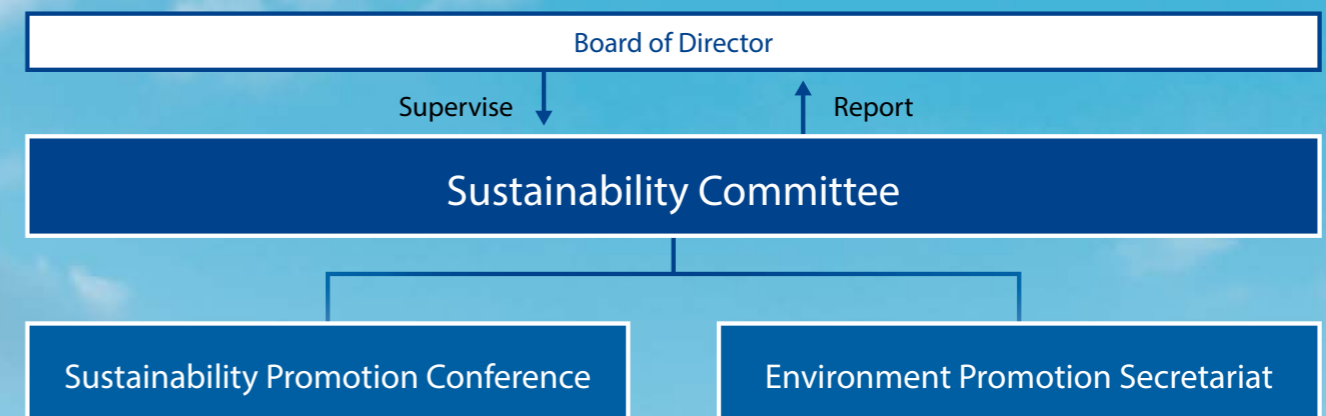 Board of Director
Supervise
Report
Sustainability Committee
Sustainability Promotion Conference
Environment Promotion Secretariat